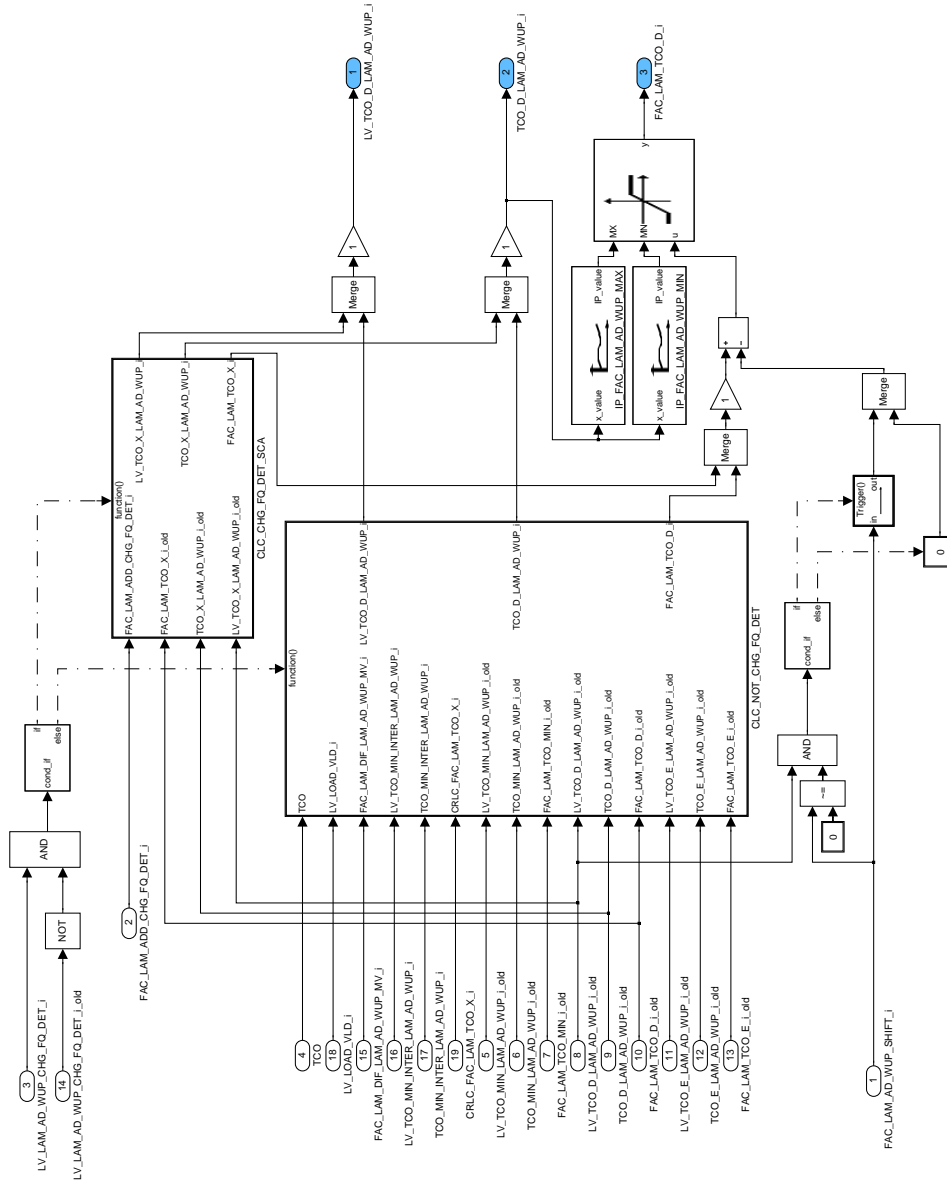 3
LV_LAM_AD_WUP_CHG_FQ_DET_i
14
LV_LAM_AD_WUP_CHG_FQ_DET_i_old
NOT
AND
cond_if
if
else
2
FAC_LAM_ADD_CHG_FQ_DET_i
function()
FAC_LAM_ADD_CHG_FQ_DET_i
FAC_LAM_TCO_X_i_old
TCO_X_LAM_AD_WUP_i_old
LV_TCO_X_LAM_AD_WUP_i_old
LV_TCO_X_LAM_AD_WUP_i
TCO_X_LAM_AD_WUP_i
FAC_LAM_TCO_X_i
CLC_CHG_FQ_DET_SCA
4
TCO
18
LV_LOAD_VLD_i
15
FAC_LAM_DIF_LAM_AD_WUP_MV_i
16
LV_TCO_MIN_INTER_LAM_AD_WUP_i
17
TCO_MIN_INTER_LAM_AD_WUP_i
19
CRLC_FAC_LAM_TCO_X_i
5
LV_TCO_MIN_LAM_AD_WUP_i_old
6
TCO_MIN_LAM_AD_WUP_i_old
7
FAC_LAM_TCO_MIN_i_old
8
LV_TCO_D_LAM_AD_WUP_i_old
9
TCO_D_LAM_AD_WUP_i_old
10
FAC_LAM_TCO_D_i_old
11
LV_TCO_E_LAM_AD_WUP_i_old
12
TCO_E_LAM_AD_WUP_i_old
13
FAC_LAM_TCO_E_i_old
function()
TCO
LV_LOAD_VLD_i
FAC_LAM_DIF_LAM_AD_WUP_MV_i
LV_TCO_MIN_INTER_LAM_AD_WUP_i
TCO_MIN_INTER_LAM_AD_WUP_i
CRLC_FAC_LAM_TCO_X_i
LV_TCO_MIN_LAM_AD_WUP_i_old
TCO_MIN_LAM_AD_WUP_i_old
FAC_LAM_TCO_MIN_i_old
LV_TCO_D_LAM_AD_WUP_i_old
TCO_D_LAM_AD_WUP_i_old
FAC_LAM_TCO_D_i_old
LV_TCO_E_LAM_AD_WUP_i_old
TCO_E_LAM_AD_WUP_i_old
FAC_LAM_TCO_E_i_old
LV_TCO_D_LAM_AD_WUP_i
TCO_D_LAM_AD_WUP_i
FAC_LAM_TCO_D_i
CLC_NOT_CHG_FQ_DET
Merge
1
1
LV_TCO_D_LAM_AD_WUP_i
Merge
1
2
TCO_D_LAM_AD_WUP_i
x_value
IP_value
IP_FAC_LAM_AD_WUP_MAX
x_value
IP_value
IP_FAC_LAM_AD_WUP_MIN
MX
MN
u
y
3
FAC_LAM_TCO_D_i
Merge
1
+
−
1
FAC_LAM_AD_WUP_SHIFT_i
0
~=
AND
cond_if
if
else
Trigger()
in
out
0
Merge